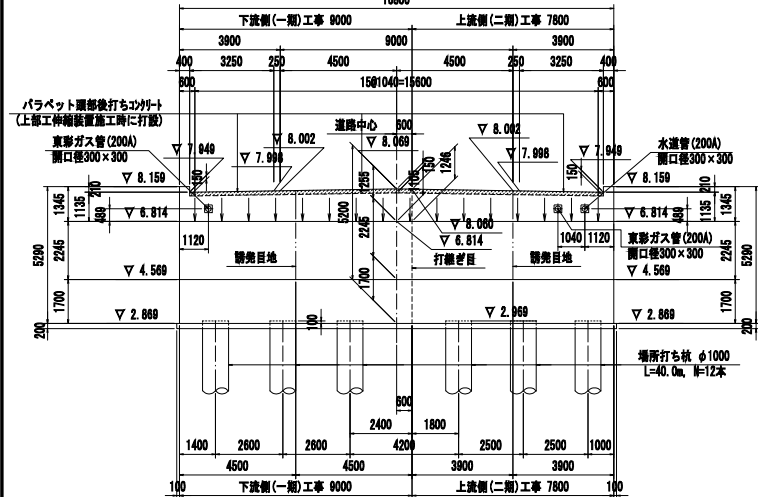 下流側(一期)工事 9000 上流側(二期)工事 7800
3900 9000 3900
400 3250 250 4500 4500 250 3250 400
600 15@1040=15600 600
パラペット頭部後打ちコンクリート
(上部工伸縮装置施工時に打設)
道路中心 600
東彩ガス管(200A)
開口径300×300
水道管(200A)
開口径300×300
▽ 7.949 ▽ 8.002 ▽ 8.069 ▽ 8.002 ▽ 7.949
▽ 7.996 ▽ 7.996
▽ 8.159 150 150 1246 150 ▽ 8.159
210 1255 105 210
1345 1135 489 ▽ 6.814 5200 ▽ 8.060 ▽ 6.814 489 1135 1345
1120 2245 ▽ 6.814 1040 1120
東彩ガス管(200A)
開口径300×300
5290 2245 誘発目地 打継ぎ目 誘発目地 2245 5290
▽ 4.569 1700 ▽ 4.569
1700 1700
▽ 2.869 100 ▽ 2.969 ▽ 2.869
200 200
場所打ち杭 φ1000
L=40.0m, N=12本
600
2400 1800
1400 2600 2600 4200 2500 2500 1000
4500 4500 3900 3900
100 下流側(一期)工事 9000 上流側(二期)工事 7800 100